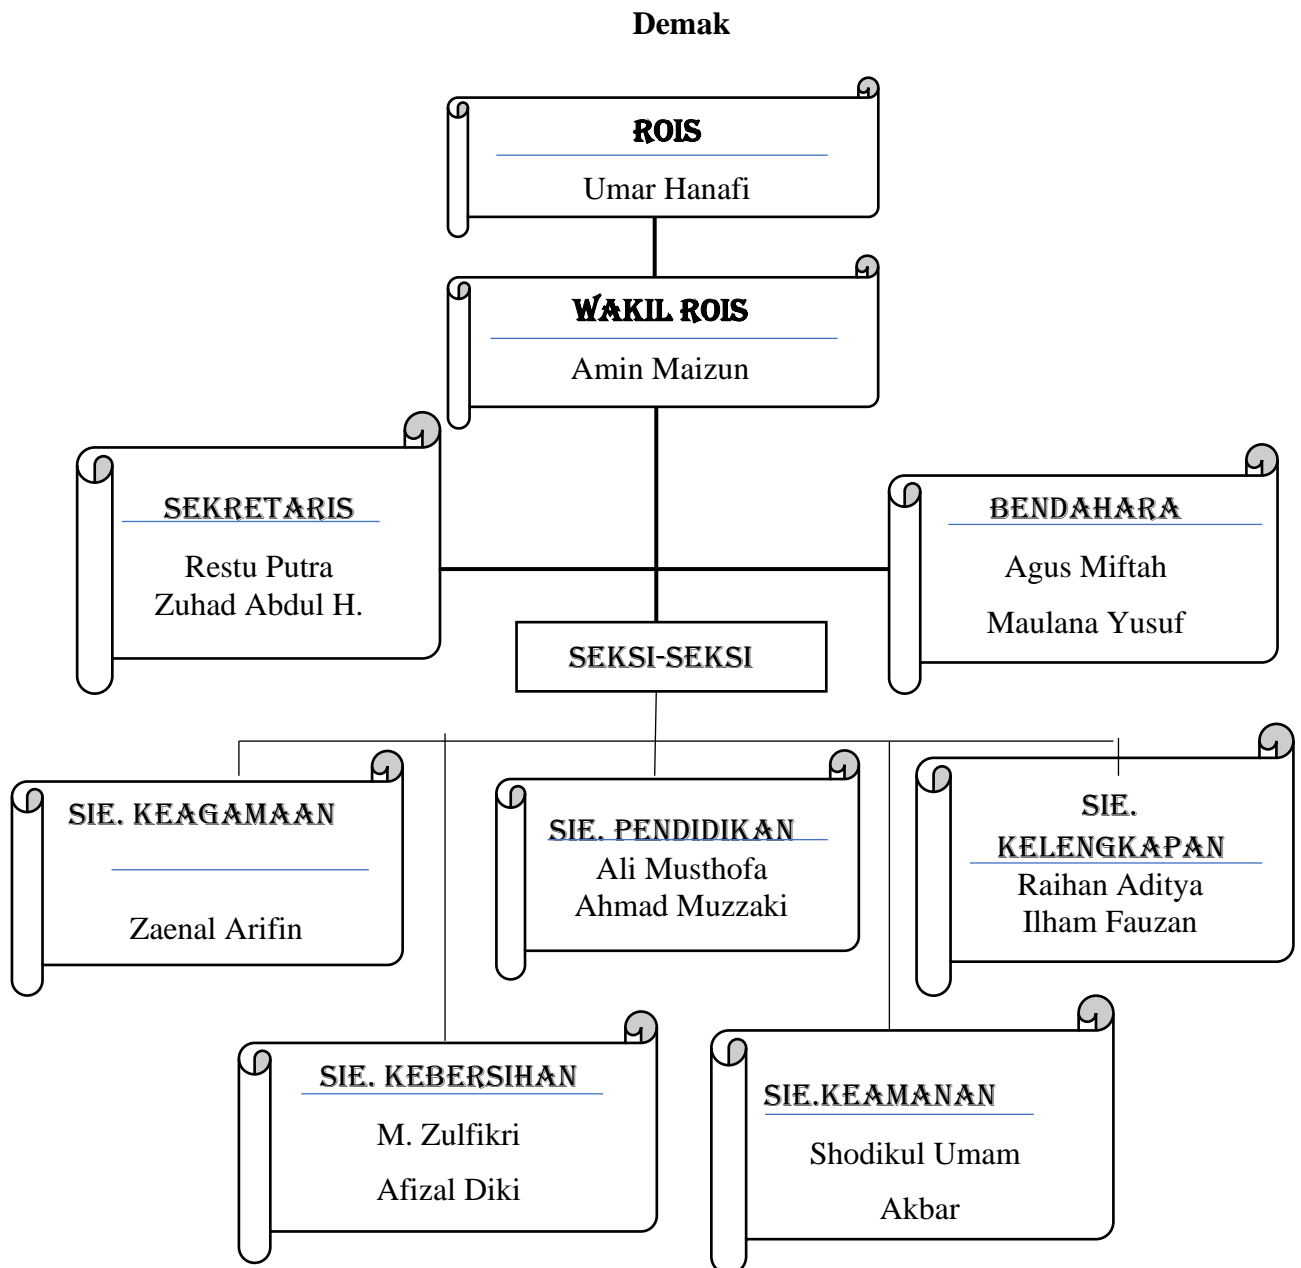 Demak
ROIS
Umar Hanafi
WAKIL ROIS
Amin Maizun
SEKRETARIS
Restu Putra
Zuhad Abdul H.
BENDAHARA
Agus Miftah
Maulana Yusuf
SEKSI-SEKSI
SIE. KEAGAMAAN
Zaenal Arifin
SIE. PENDIDIKAN
Ali Musthofa
Ahmad Muzzaki
SIE.
KELENGKAPAN
Raihan Aditya
Ilham Fauzan
SIE. KEBERSIHAN
M. Zulfikri
Afizal Diki
SIE.KEAMANAN
Shodikul Umam
Akbar